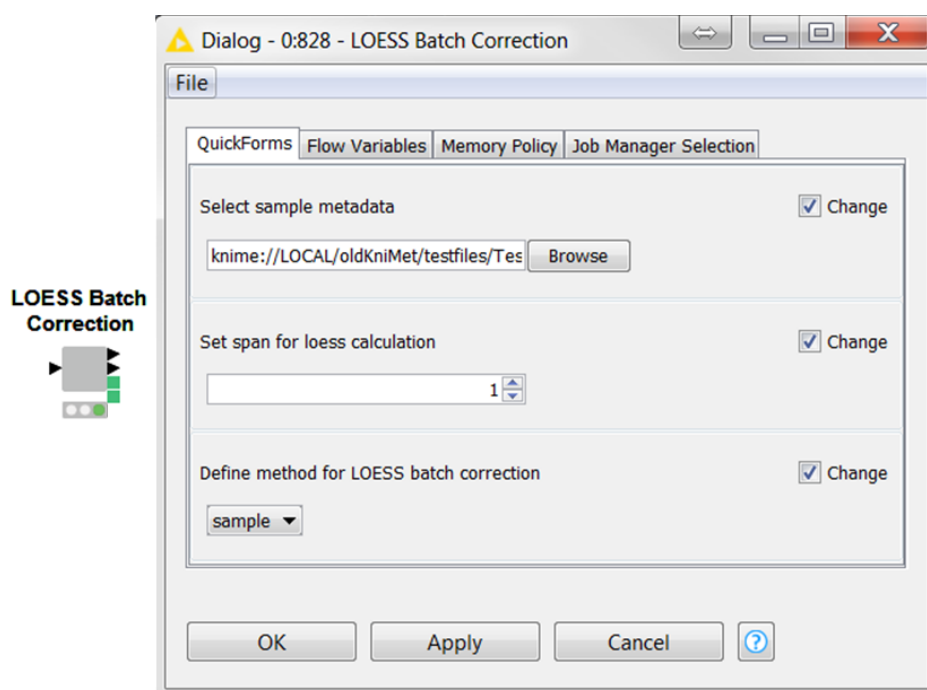 Dialog - 0:828 - LOESS Batch Correction
File
QuickForms Flow Variables Memory Policy Job Manager Selection
Select sample metadata Change
knime://LOCAL/oldKniMet/testfiles/Tes Browse
LOESS Batch
Correction
Set span for loess calculation Change
1
Define method for LOESS batch correction Change
sample
OK Apply Cancel ?